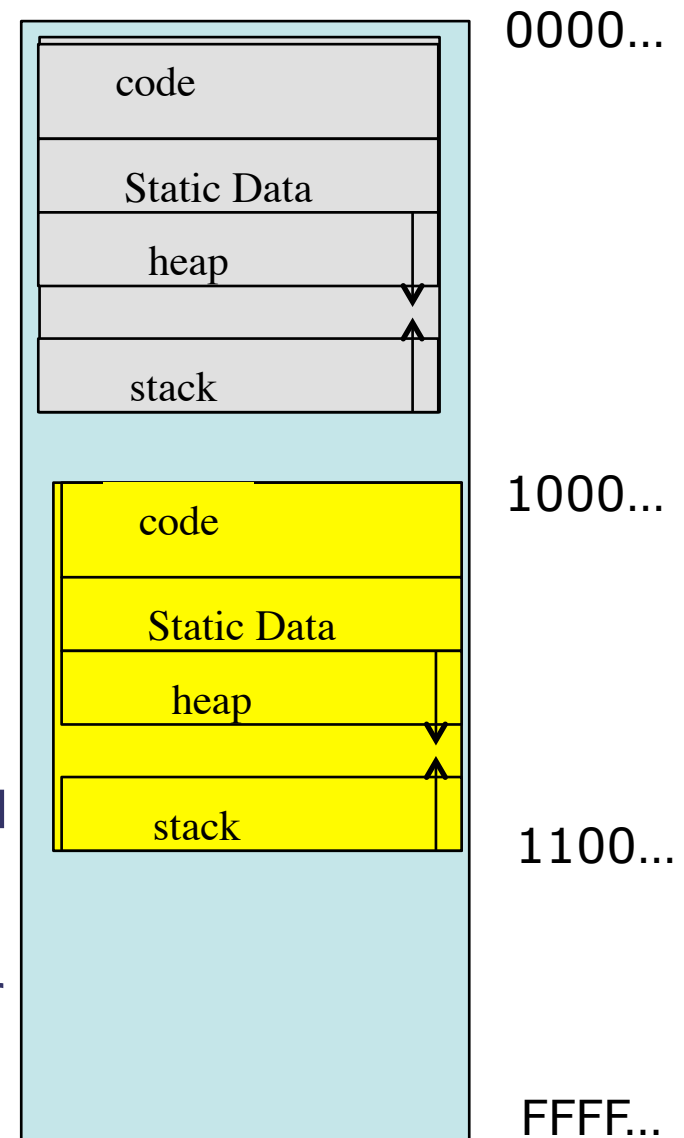 0000...
code
Static Data
heap
stack
1000...
code
Static Data
heap
stack
1100...
FFFF...